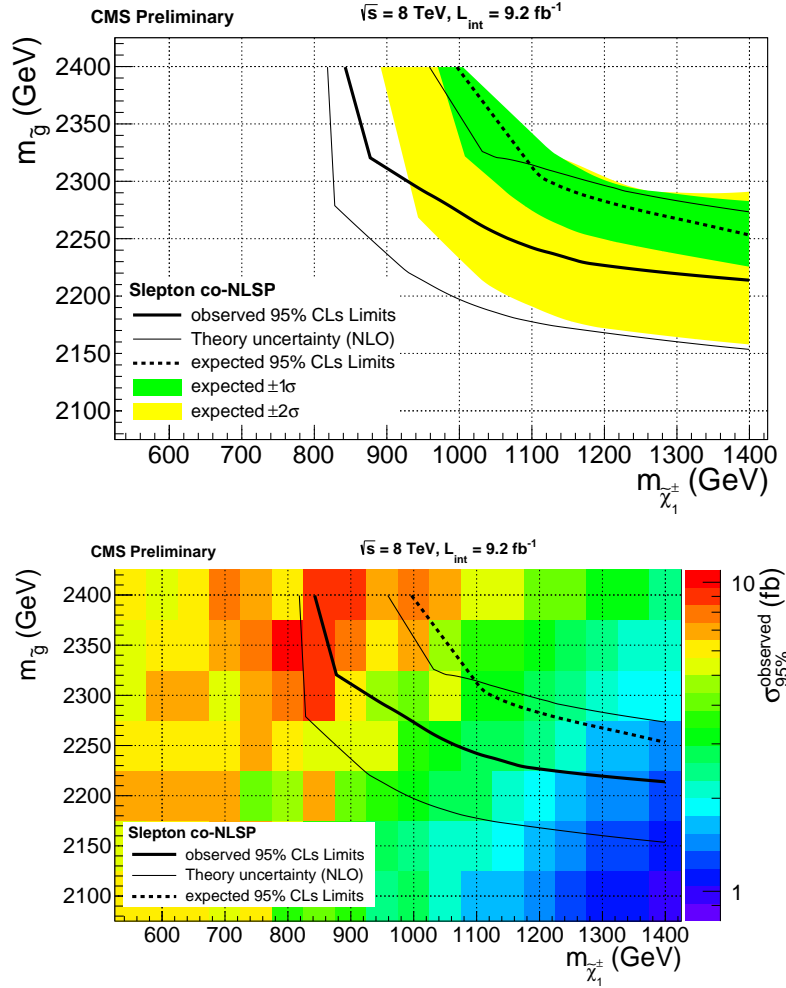 CMS Preliminary √s = 8 TeV, L_int = 9.2 fb⁻¹
m_g̃ (GeV)
2400
2350
2300
2250
2200
2150
2100
Slepton co-NLSP
observed 95% CLs Limits
Theory uncertainty (NLO)
expected 95% CLs Limits
expected ±1σ
expected ±2σ
600 700 800 900 1000 1100 1200 1300 1400
m_χ̃₁± (GeV)
CMS Preliminary √s = 8 TeV, L_int = 9.2 fb⁻¹
m_g̃ (GeV)
2400
2350
2300
2250
2200
2150
2100
Slepton co-NLSP
observed 95% CLs Limits
Theory uncertainty (NLO)
expected 95% CLs Limits
600 700 800 900 1000 1100 1200 1300 1400
m_χ̃₁± (GeV)
10
1
σ^observed_95% (fb)